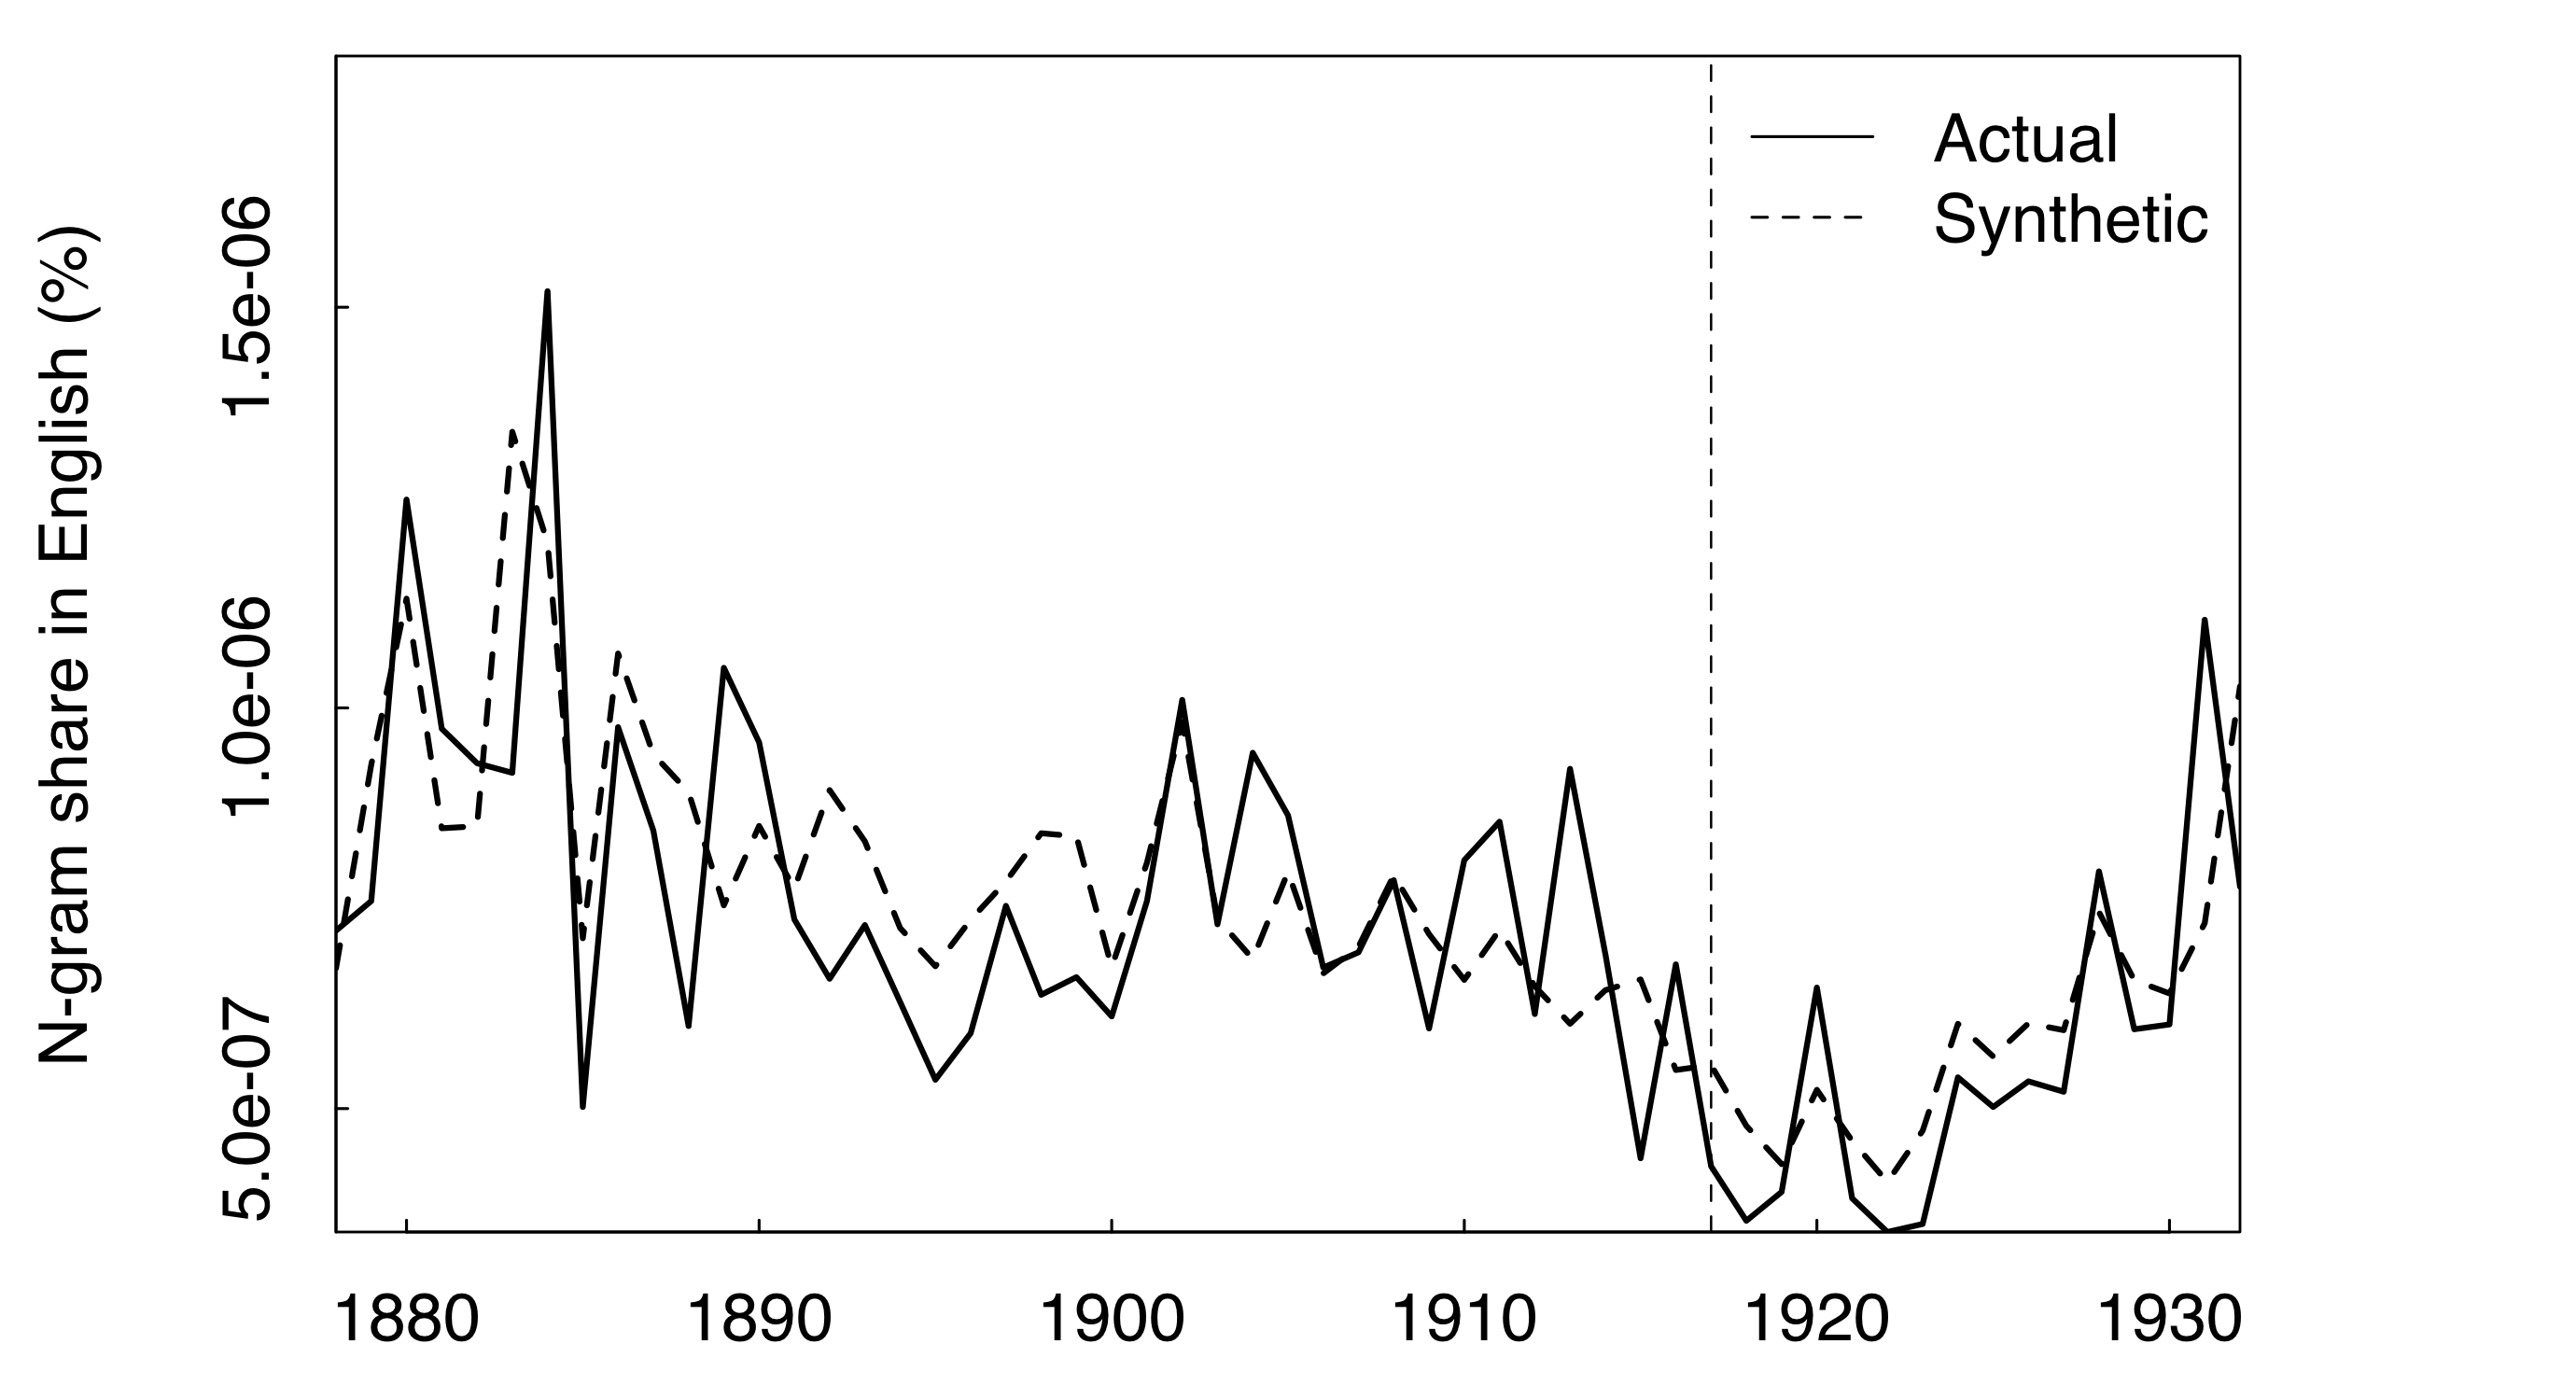 N-gram share in English (%)
1.5e-06
1.0e-06
5.0e-07
Actual
Synthetic
1880 1890 1900 1910 1920 1930